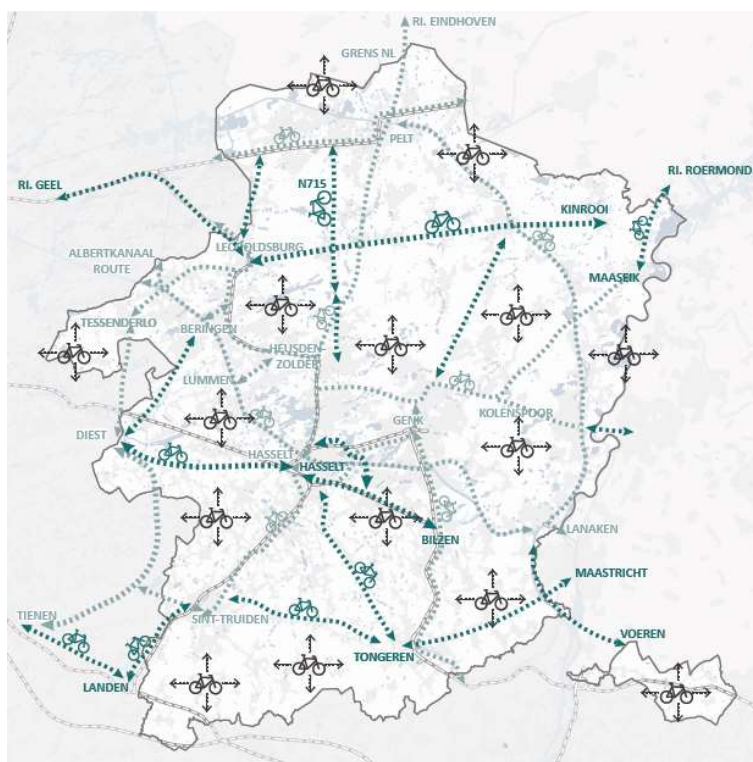 RI. EINDHOVEN
GRENS NL
PELT
RI. GEEL
N715
RI. ROERMOND
KINROOI
LEOPOLDSBURG
ALBERTKANAAL
ROUTE
MAASEIK
TESSENDERLO
BERINGEN
HEUSDEN-
ZOLDER
LUMMEN
KOLENSPOOR
GENK
DIEST
HASSELT
HASSELT
LANAKEN
BILZEN
MAASTRICHT
TIENEN
SINT-TRUIDEN
VOEREN
TONGEREN
LANDEN